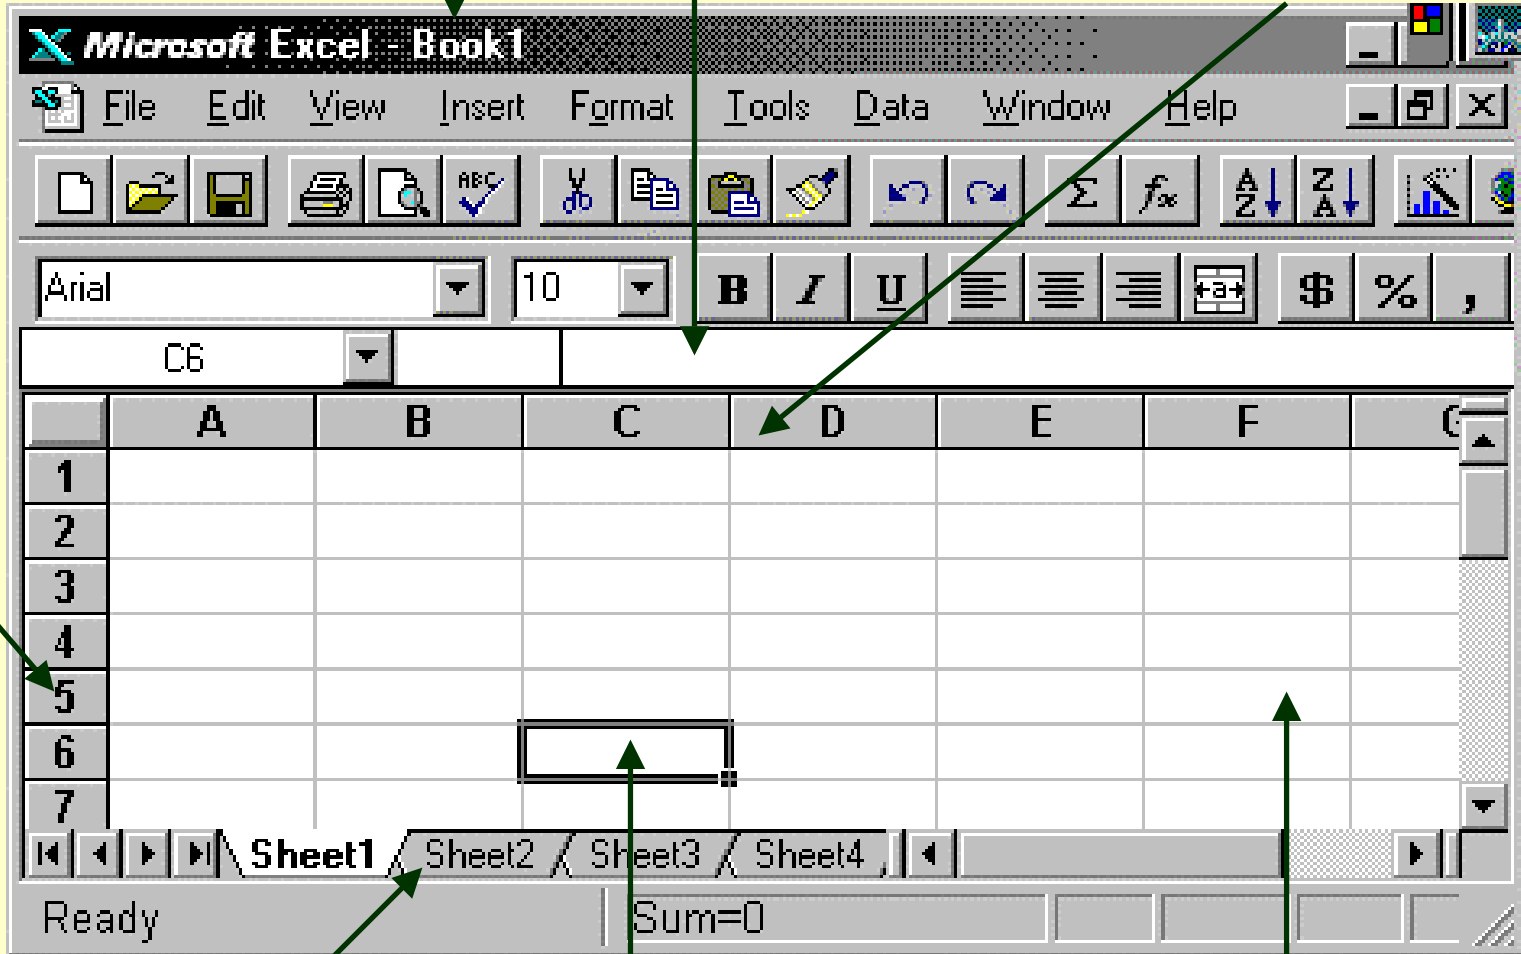 Microsoft Excel - Book1
File Edit View Insert Format Tools Data Window Help
ABC Σ fx A Z Z A
Arial 10 B I U a $ % ,
C6
A B C D E F G
1
2
3
4
5
6
7
Sheet1 Sheet2 Sheet3 Sheet4
Ready Sum=0